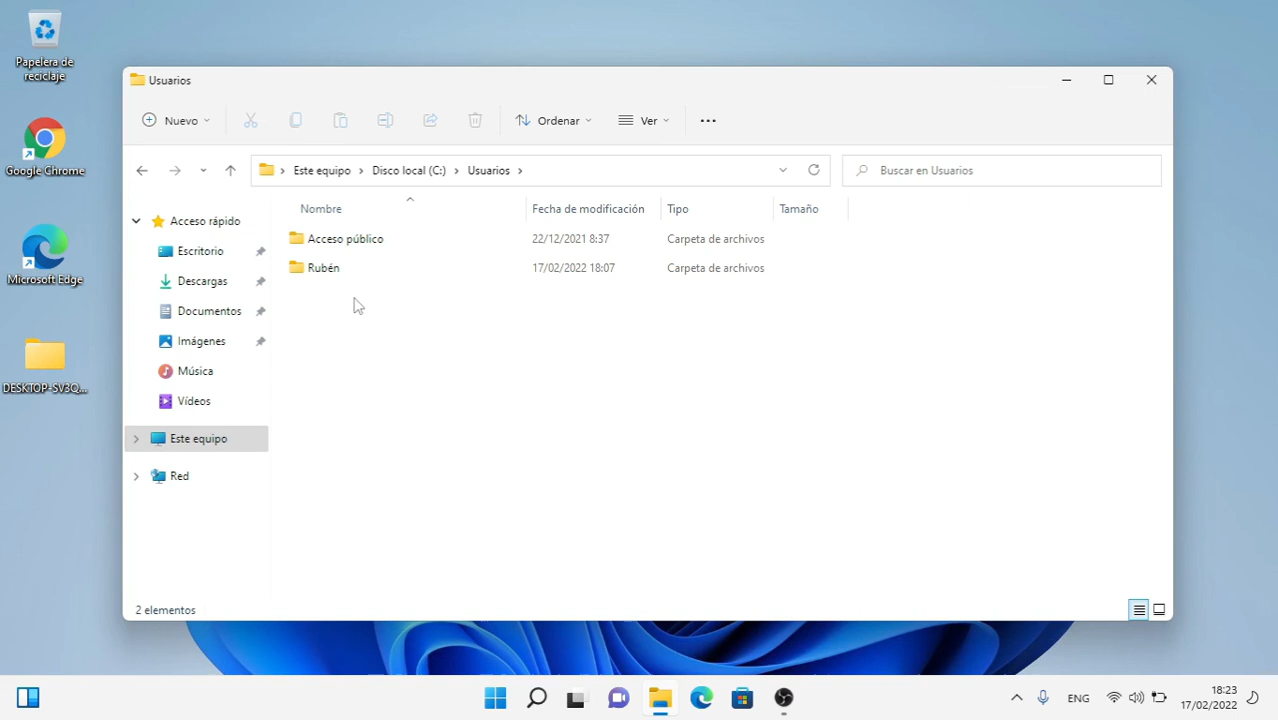 Papelera de
reciclaje
Google Chrome
Microsoft Edge
DESKTOP-SV3Q...
Usuarios
Nuevo
Ordenar
Ver
Este equipo
Disco local (C:)
Usuarios
Buscar en Usuarios
Nombre
Fecha de modificación
Tipo
Tamaño
Acceso público
22/12/2021 8:37
Carpeta de archivos
Rubén
17/02/2022 18:07
Carpeta de archivos
Acceso rápido
Escritorio
Descargas
Documentos
Imágenes
Música
Vídeos
Este equipo
Red
2 elementos
ENG
18:23
17/02/2022